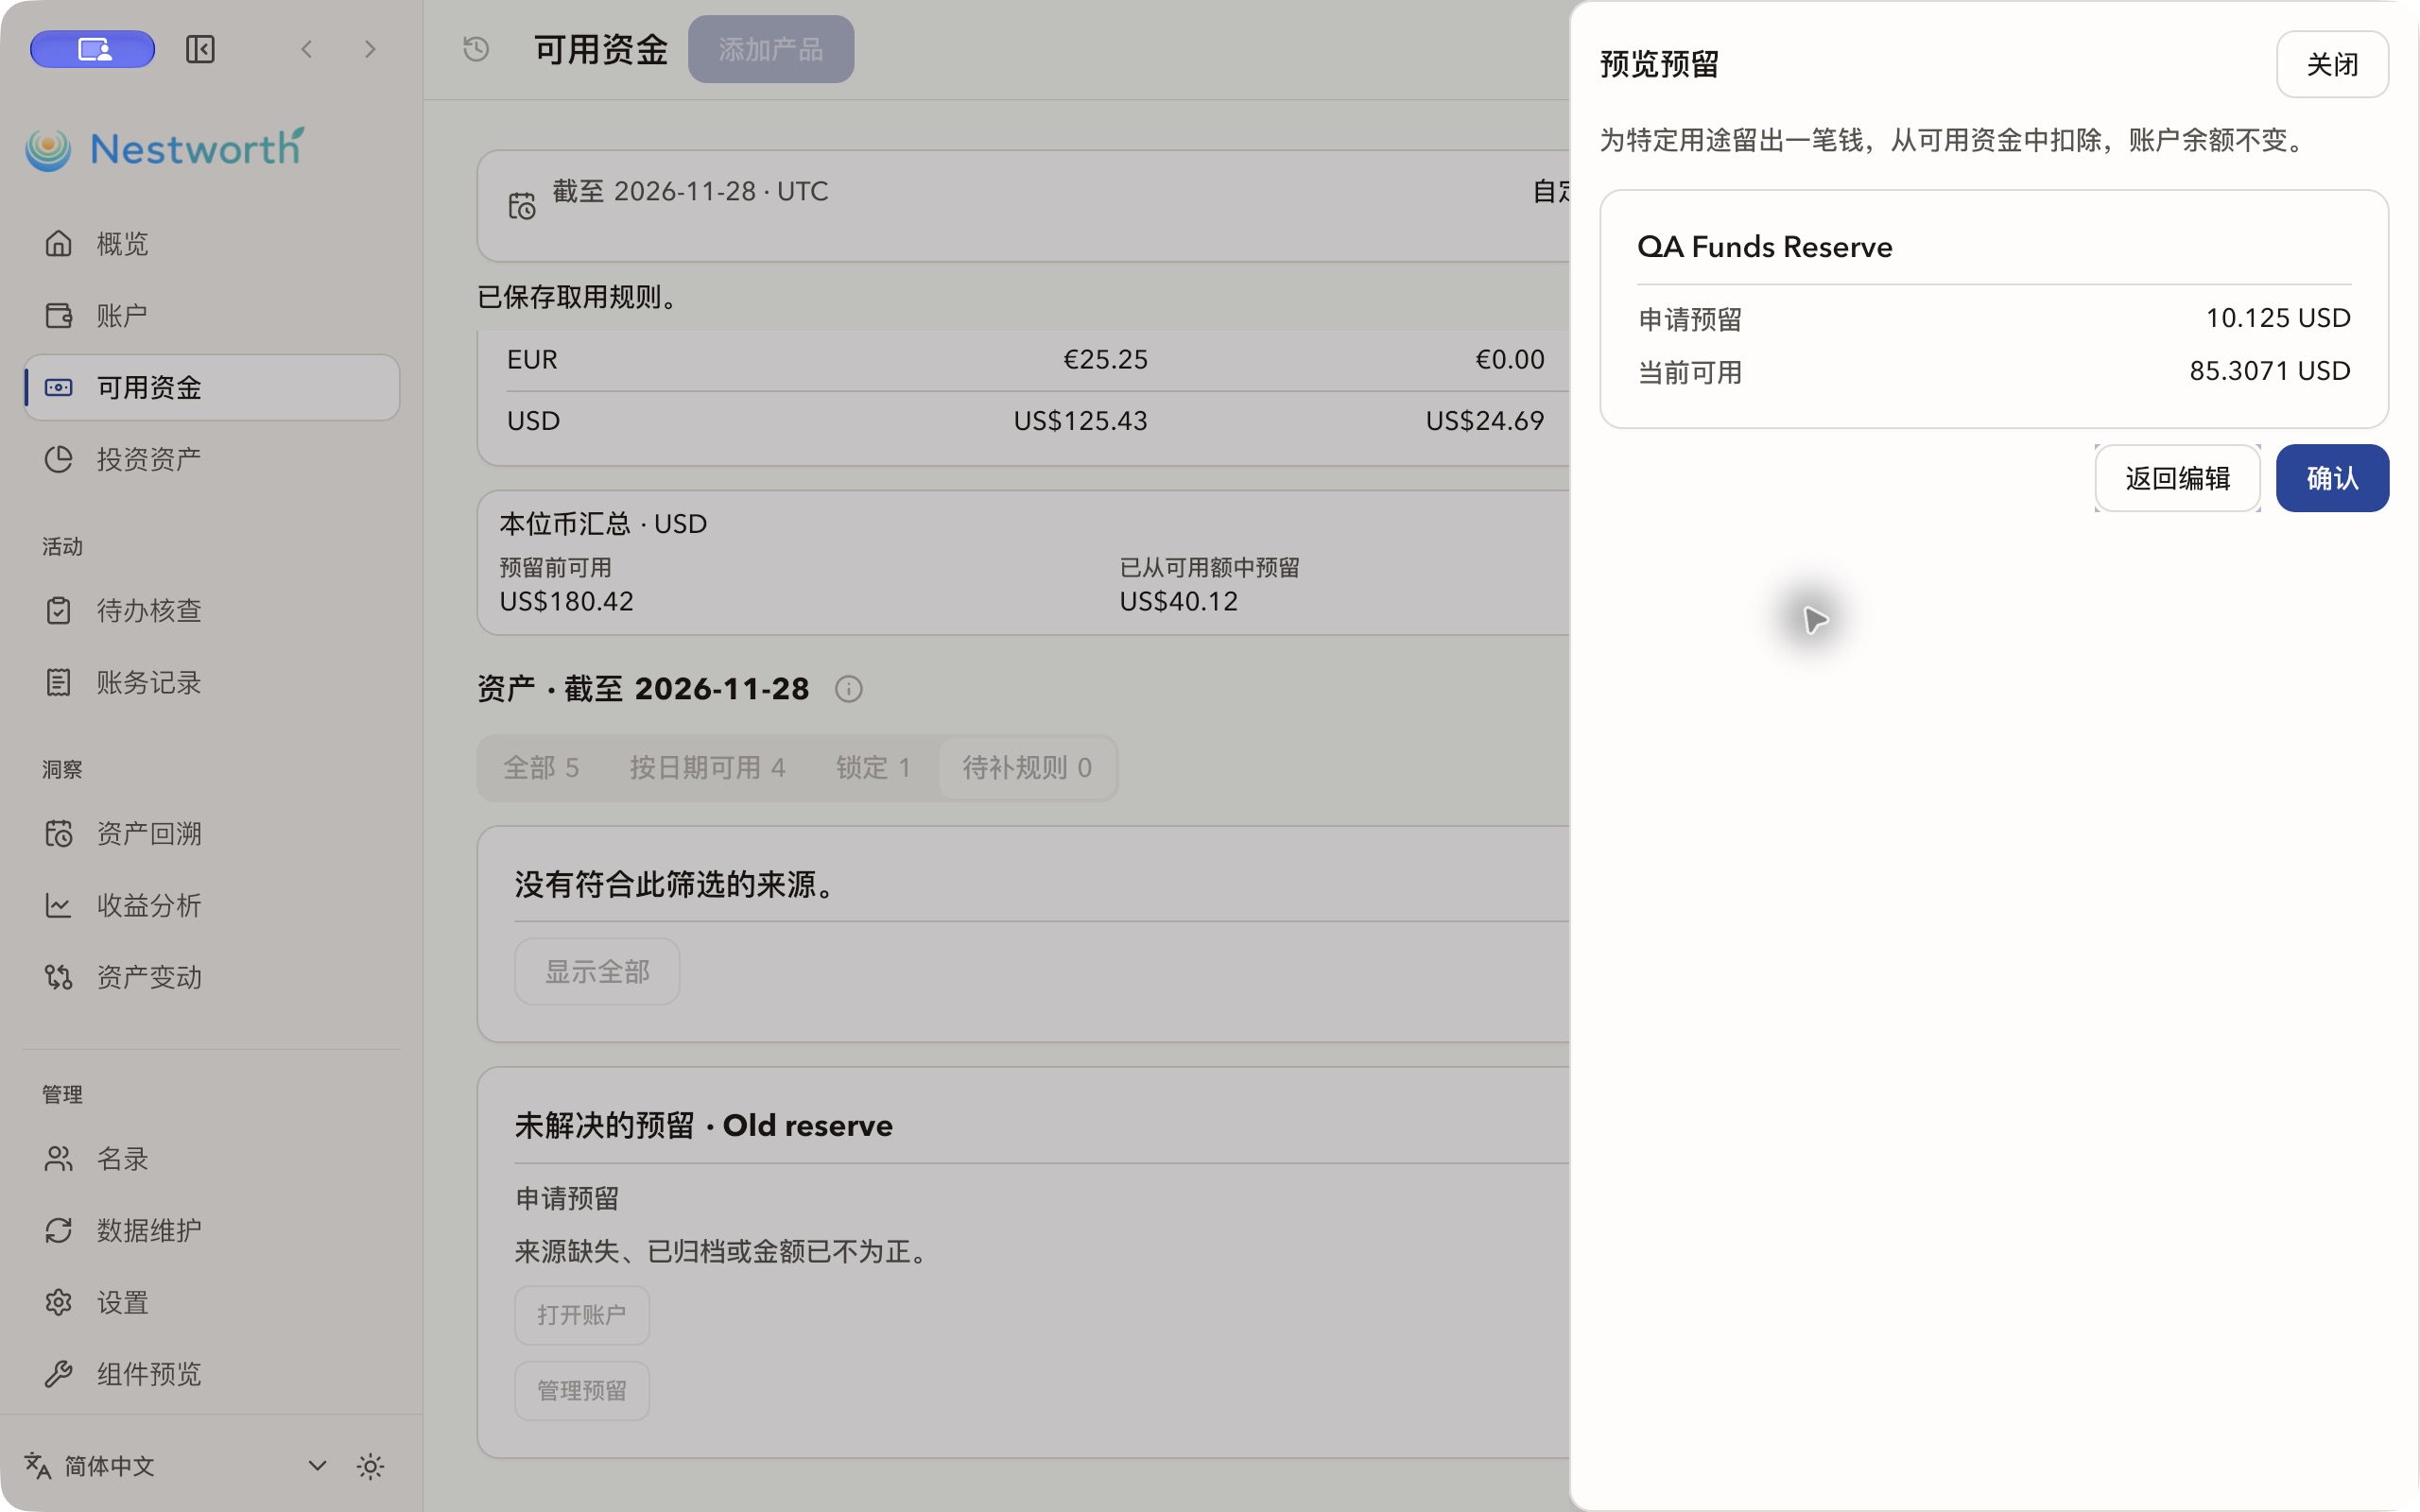 Nestworth
概览
账户
可用资金
投资资产
活动
待办核查
账务记录
洞察
资产回溯
收益分析
资产变动
管理
名录
数据维护
设置
组件预览
简体中文
可用资金
添加产品
截至 2026-11-28 · UTC
自定
已保存取用规则。
EUR €25.25 €0.00
USD US$125.43 US$24.69
本位币汇总 · USD
预留前可用 已从可用额中预留
US$180.42 US$40.12
资产 · 截至 2026-11-28
全部 5 按日期可用 4 锁定 1 待补规则 0
没有符合此筛选的来源。
显示全部
未解决的预留 · Old reserve
申请预留
来源缺失、已归档或金额已不为正。
打开账户
管理预留
预览预留
关闭
为特定用途留出一笔钱，从可用资金中扣除，账户余额不变。
QA Funds Reserve
申请预留 10.125 USD
当前可用 85.3071 USD
返回编辑 确认